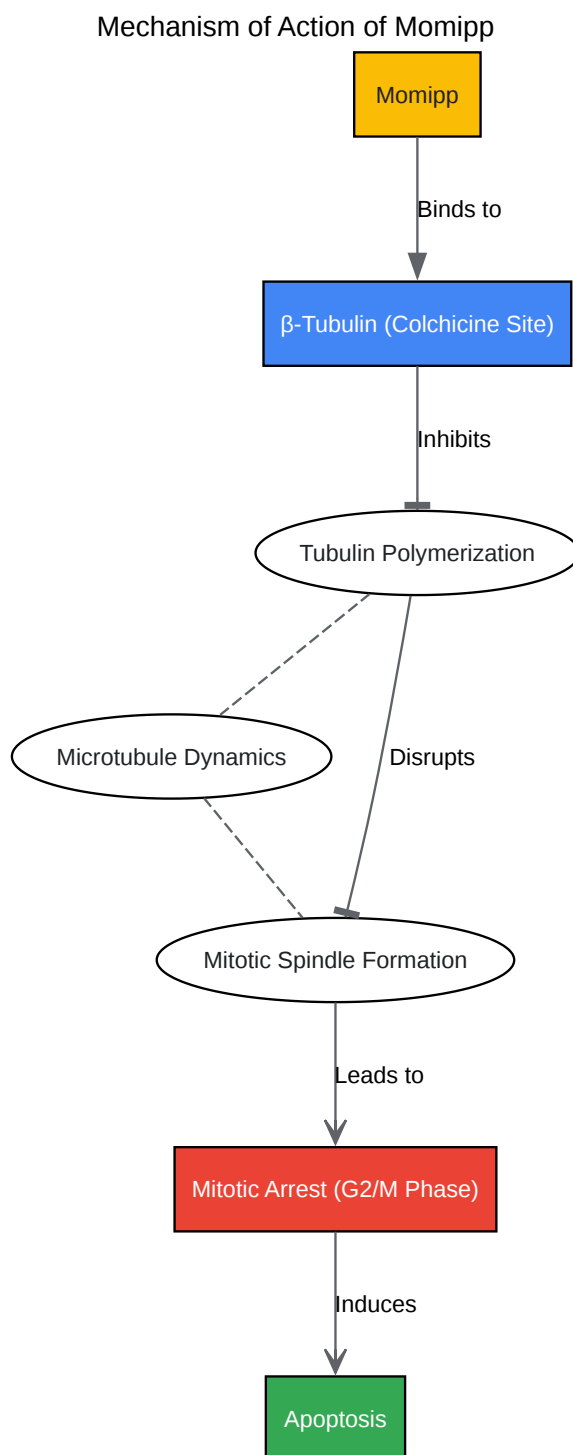 Mechanism of Action of Momipp
Momipp
Binds to
β-Tubulin (Colchicine Site)
Inhibits
Tubulin Polymerization
Microtubule Dynamics
Disrupts
Mitotic Spindle Formation
Leads to
Mitotic Arrest (G2/M Phase)
Induces
Apoptosis